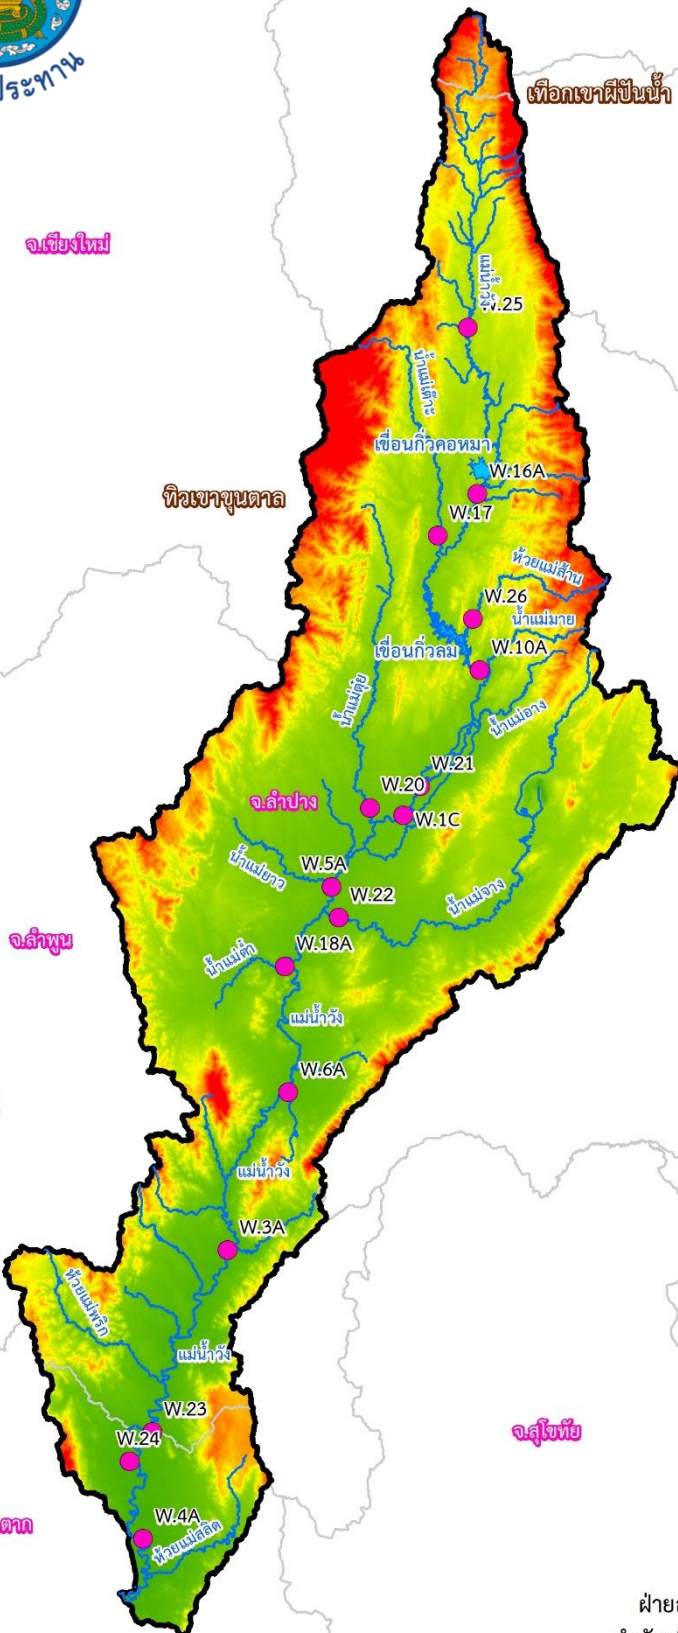 ประทาน
เทือกเขาผีปันน้ำ
จ.เชียงใหม่
แม่น้ำวัง
W.25
น้ำแม่ต๊าะ
เขื่อนกิ่วคอหมา
W.16A
ทิวเขาขุนตาล
W.17
ห้วยแม่ส้าน
W.26
น้ำแม่มาย
เขื่อนกิ่วลม
W.10A
น้ำแม่ตุ๋ย
น้ำแม่อาง
W.21
จ.ลำปาง
W.20
W.1C
น้ำแม่ยาว
W.5A
W.22
น้ำแม่จาง
จ.ลำพูน
W.18A
น้ำแม่ต๋ำ
แม่น้ำวัง
W.6A
แม่น้ำวัง
W.3A
ห้วยแม่พริก
แม่น้ำวัง
W.23
จ.สุโขทัย
W.24
W.4A
ตาก
ห้วยแม่สลิด